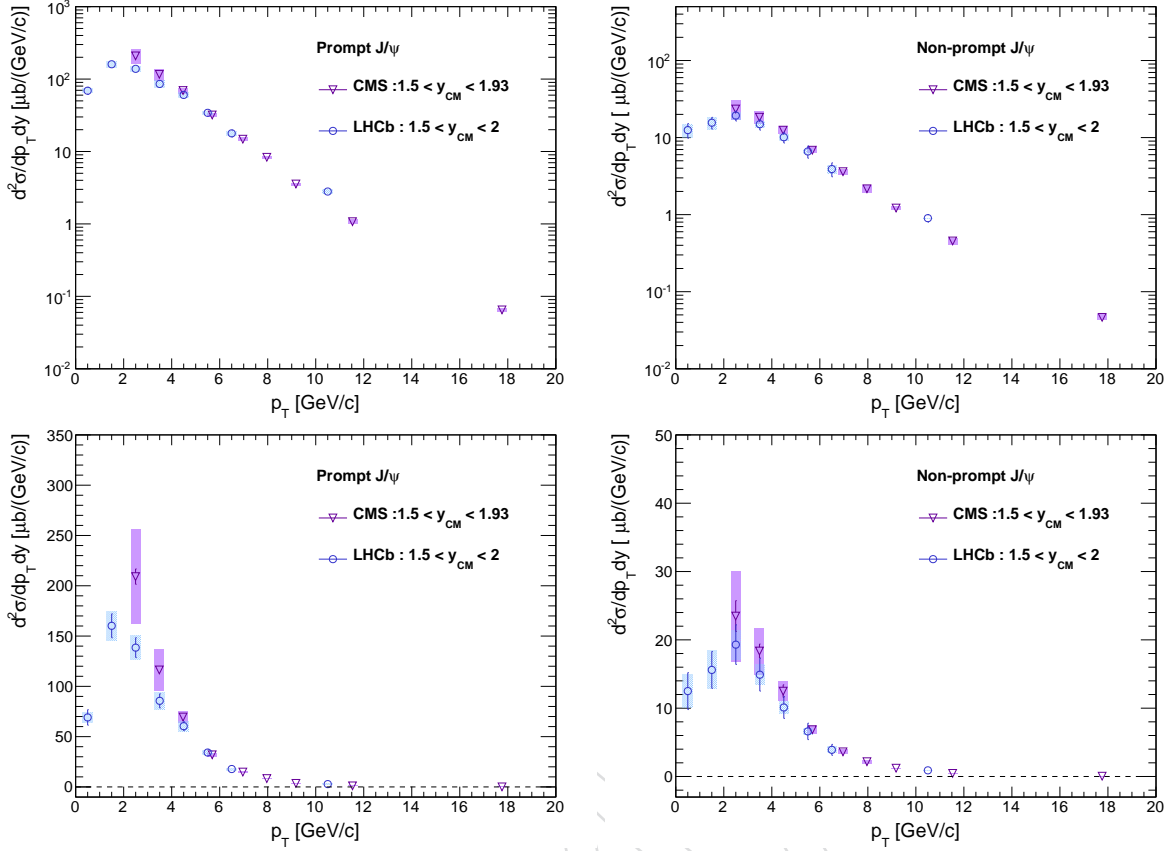 Prompt J/ψ
CMS :1.5 < y_CM < 1.93
LHCb : 1.5 < y_CM < 2
d²σ/dp_T dy [μb/(GeV/c)]
10³
10²
10
1
10⁻¹
10⁻²
0 2 4 6 8 10 12 14 16 18 20
p_T [GeV/c]
Non-prompt J/ψ
CMS :1.5 < y_CM < 1.93
LHCb : 1.5 < y_CM < 2
d²σ/dp_T dy [ μb/(GeV/c)]
10²
10
1
10⁻¹
10⁻²
0 2 4 6 8 10 12 14 16 18 20
p_T [GeV/c]
Prompt J/ψ
CMS :1.5 < y_CM < 1.93
LHCb : 1.5 < y_CM < 2
d²σ/dp_T dy [μb/(GeV/c)]
350
300
250
200
150
100
50
0
0 2 4 6 8 10 12 14 16 18 20
p_T [GeV/c]
Non-prompt J/ψ
CMS :1.5 < y_CM < 1.93
LHCb : 1.5 < y_CM < 2
d²σ/dp_T dy [ μb/(GeV/c)]
50
40
30
20
10
0
0 2 4 6 8 10 12 14 16 18 20
p_T [GeV/c]